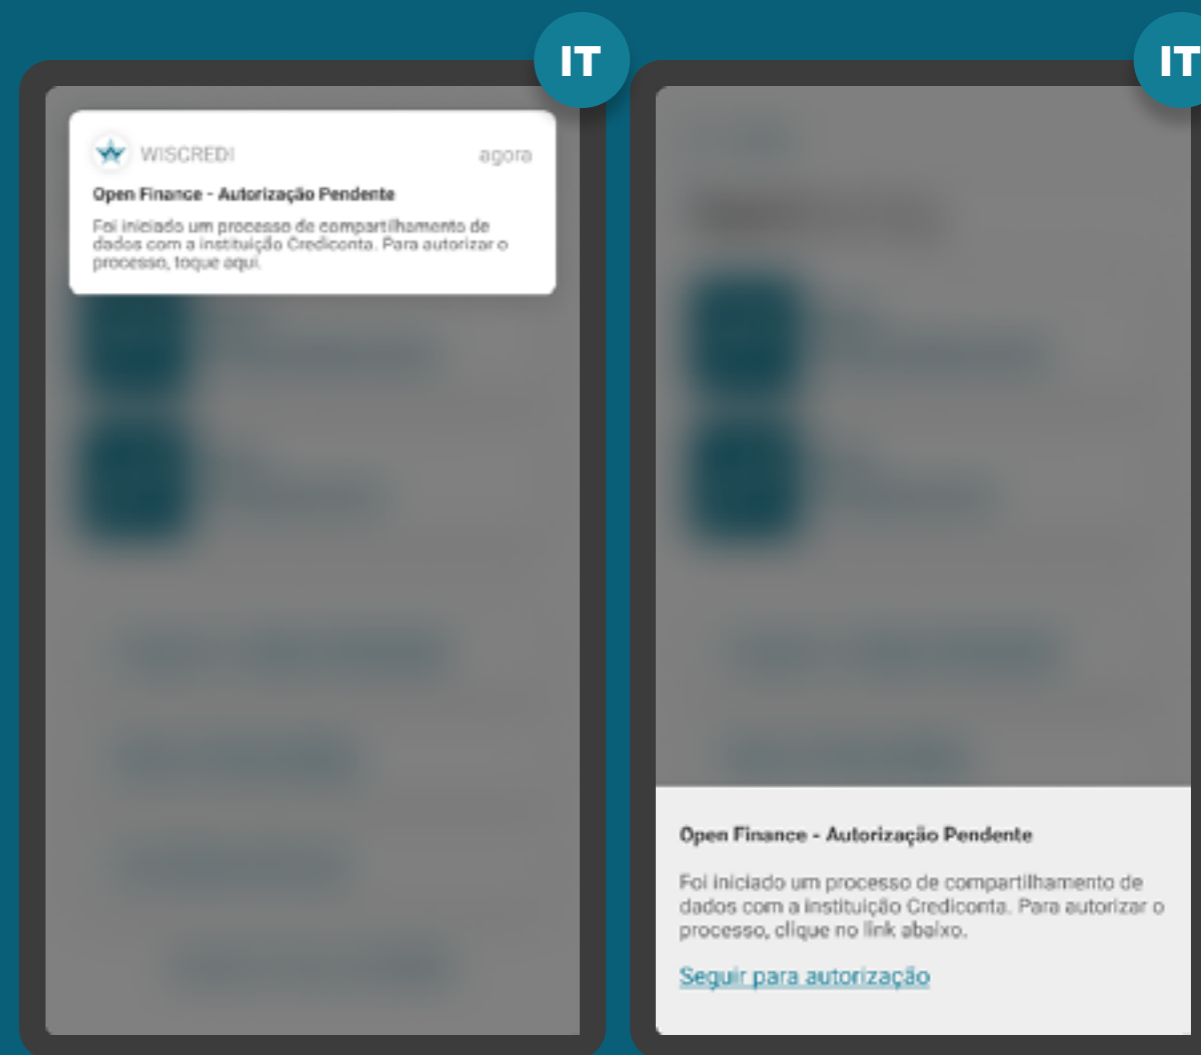 IT
WISCREDI
agora
Open Finance - Autorização Pendente
Foi iniciado um processo de compartilhamento de
dados com a instituição Crediconta. Para autorizar o
processo, toque aqui.
IT
Open Finance - Autorização Pendente
Foi iniciado um processo de compartilhamento de
dados com a instituição Crediconta. Para autorizar o
processo, clique no link abaixo.
Seguir para autorização